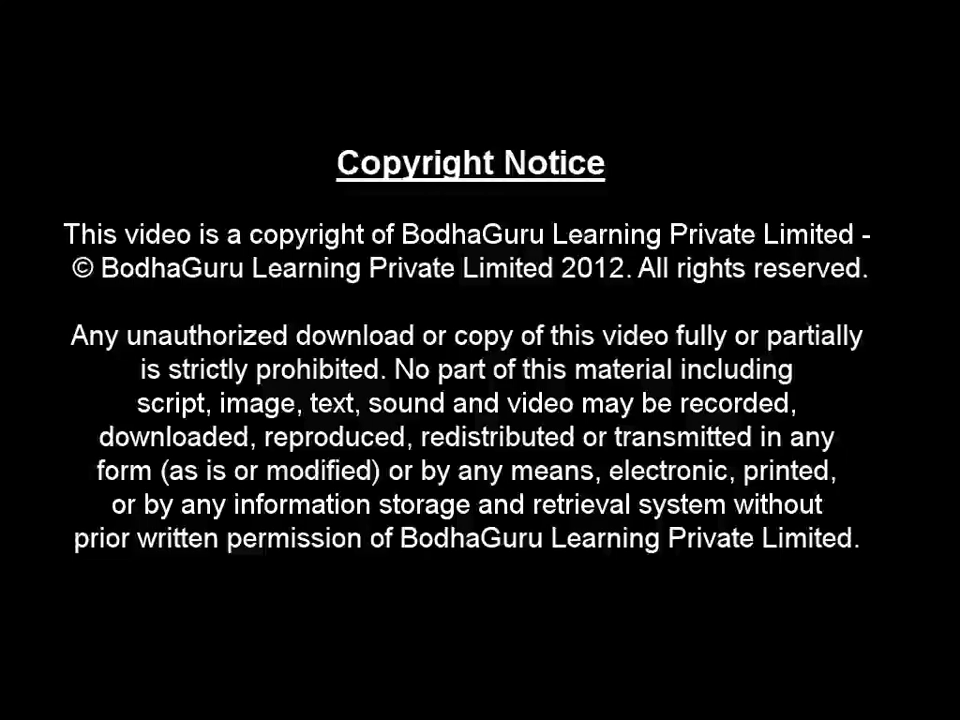 Copyright Notice
This video is a copyright of BodhaGuru Learning Private Limited -
© BodhaGuru Learning Private Limited 2012. All rights reserved.
Any unauthorized download or copy of this video fully or partially
is strictly prohibited. No part of this material including
script, image, text, sound and video may be recorded,
downloaded, reproduced, redistributed or transmitted in any
form (as is or modified) or by any means, electronic, printed,
or by any information storage and retrieval system without
prior written permission of BodhaGuru Learning Private Limited.